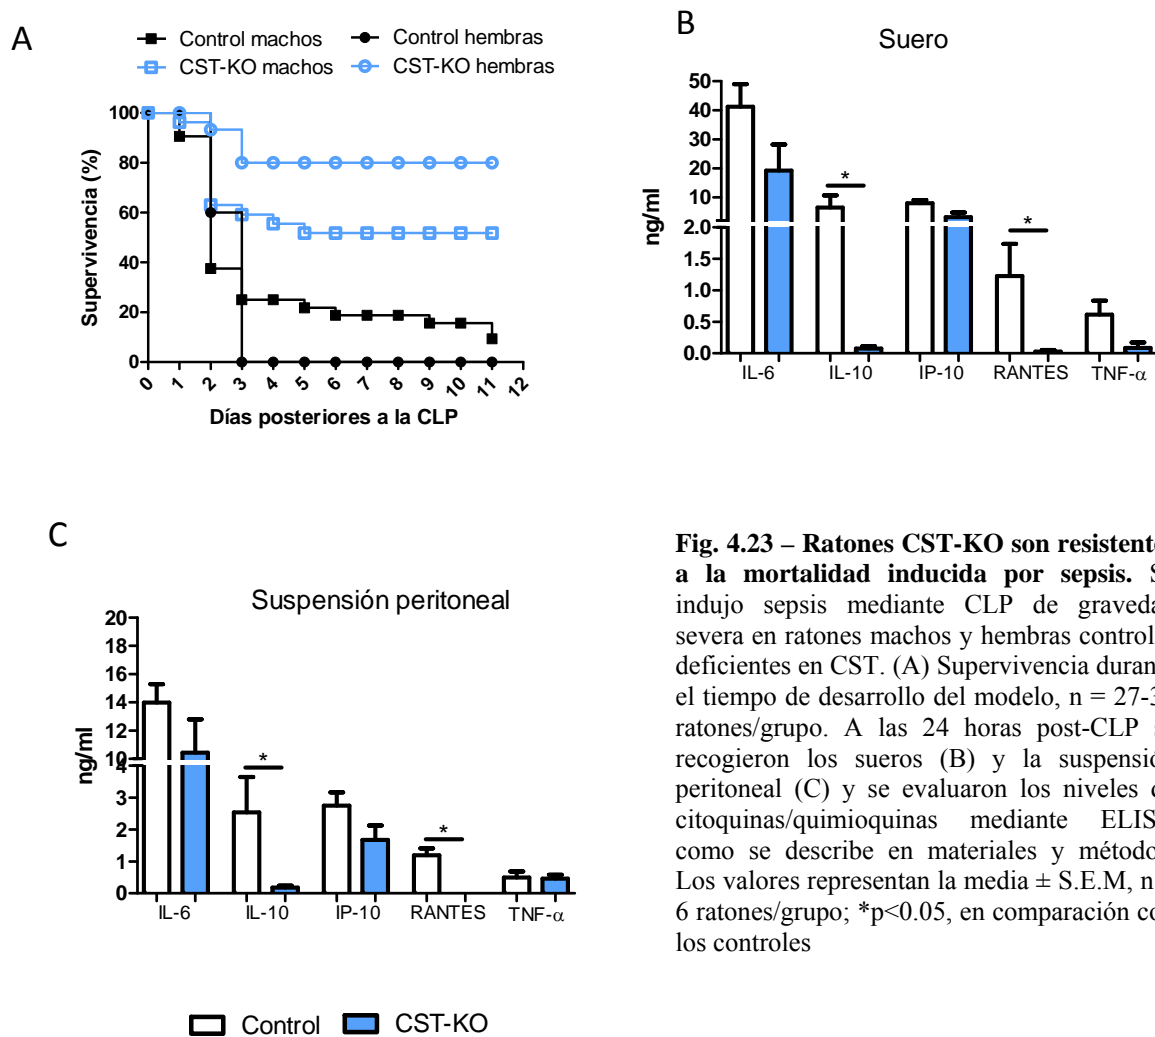 A
Control machos
Control hembras
CST-KO machos
CST-KO hembras
Supervivencia (%)
100
80
60
40
20
0
0 1 2 3 4 5 6 7 8 9 10 11 12
Días posteriores a la CLP
B
Suero
ng/ml
50
40
30
20
10
2.0
1.5
1.0
0.5
0.0
* *
IL-6 IL-10 IP-10 RANTES TNF-α
C
Suspensión peritoneal
ng/ml
20
18
16
14
12
10
4
3
2
1
0
* *
IL-6 IL-10 IP-10 RANTES TNF-α
Control CST-KO
Fig. 4.23 – Ratones CST-KO son resistente
a la mortalidad inducida por sepsis. S
indujo sepsis mediante CLP de graveda
severa en ratones machos y hembras control
deficientes en CST. (A) Supervivencia duran
el tiempo de desarrollo del modelo, n = 27-3
ratones/grupo. A las 24 horas post-CLP s
recogieron los sueros (B) y la suspensió
peritoneal (C) y se evaluaron los niveles d
citoquinas/quimioquinas mediante ELIS
como se describe en materiales y método
Los valores representan la media ± S.E.M, n
6 ratones/grupo; *p<0.05, en comparación co
los controles